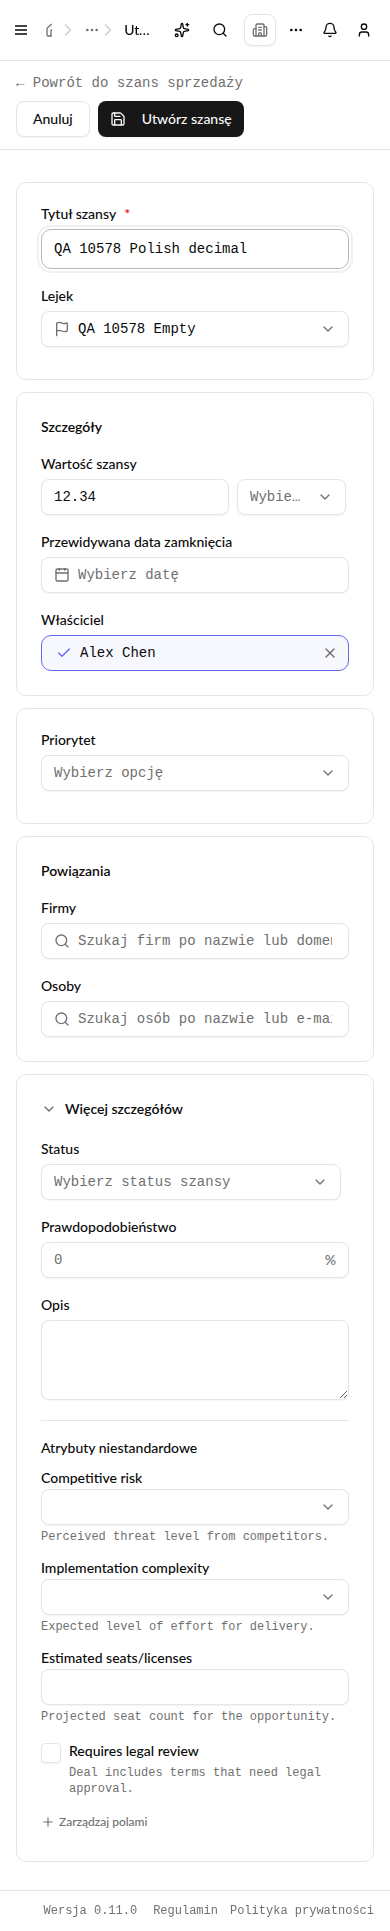 Ut...
← Powrót do szans sprzedaży
Anuluj
Utwórz szansę
Tytuł szansy *
QA 10578 Polish decimal
Lejek
QA 10578 Empty
Szczegóły
Wartość szansy
12.34
Wybie...
Przewidywana data zamknięcia
Wybierz datę
Właściciel
Alex Chen
Priorytet
Wybierz opcję
Powiązania
Firmy
Szukaj firm po nazwie lub
Osoby
Szukaj osób po nazwie lub
Więcej szczegółów
Status
Wybierz status szansy
Prawdopodobieństwo
0 %
Opis
Atrybuty niestandardowe
Competitive risk
Perceived threat level from competitors.
Implementation complexity
Expected level of effort for delivery.
Estimated seats/licenses
Projected seat count for the opportunity.
Requires legal review
Deal includes terms that need legal
approval.
+ Zarządzaj polami
Wersja 0.11.0 Regulamin Polityka prywatności